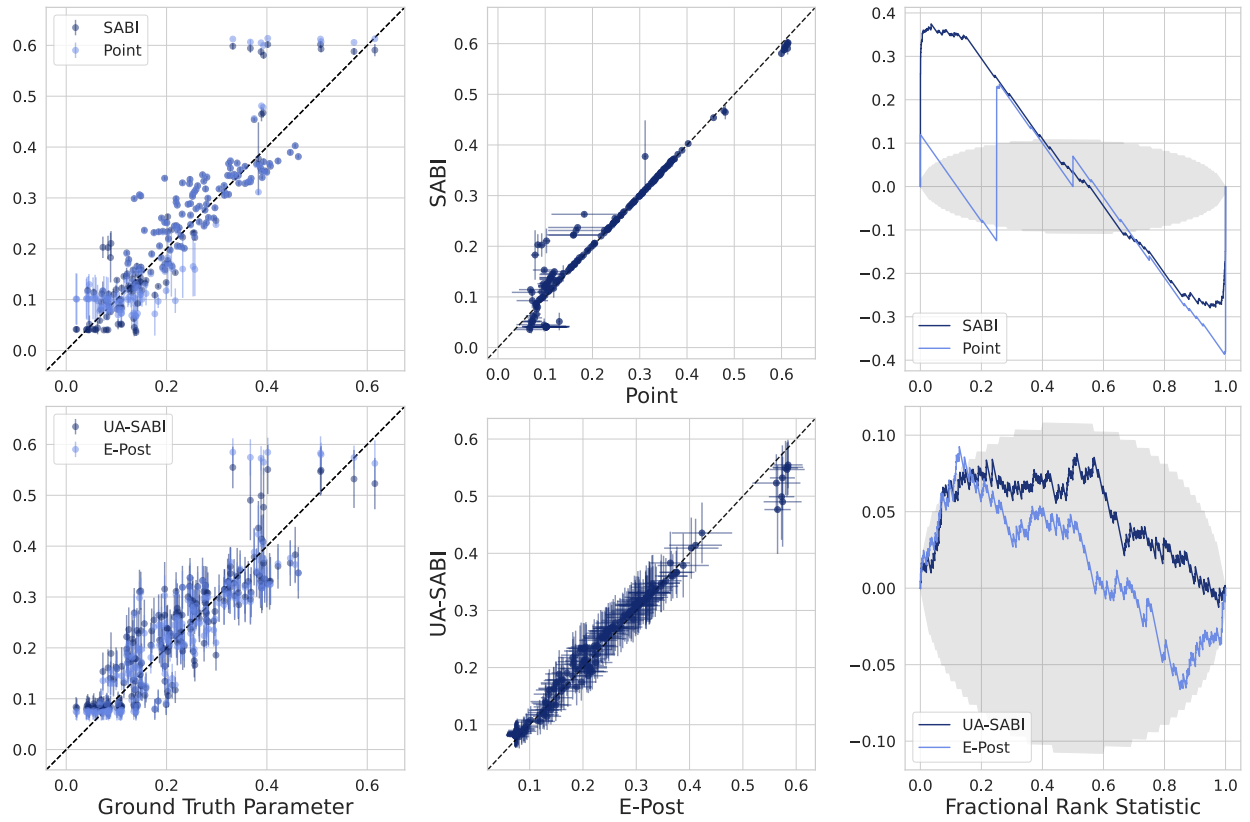 SABI
Point
0.6
0.5
0.4
0.3
0.2
0.1
0.0
0.0 0.2 0.4 0.6
SABI
0.6
0.5
0.4
0.3
0.2
0.1
0.0
0.0 0.1 0.2 0.3 0.4 0.5 0.6
Point
0.4
0.3
0.2
0.1
0.0
−0.1
−0.2
−0.3
−0.4
SABI
Point
0.0 0.2 0.4 0.6 0.8 1.0
UA-SABI
E-Post
0.6
0.5
0.4
0.3
0.2
0.1
0.0
0.0 0.2 0.4 0.6
Ground Truth Parameter
UA-SABI
0.6
0.5
0.4
0.3
0.2
0.1
0.1 0.2 0.3 0.4 0.5 0.6
E-Post
0.10
0.05
0.00
−0.05
−0.10
UA-SABI
E-Post
0.0 0.2 0.4 0.6 0.8 1.0
Fractional Rank Statistic